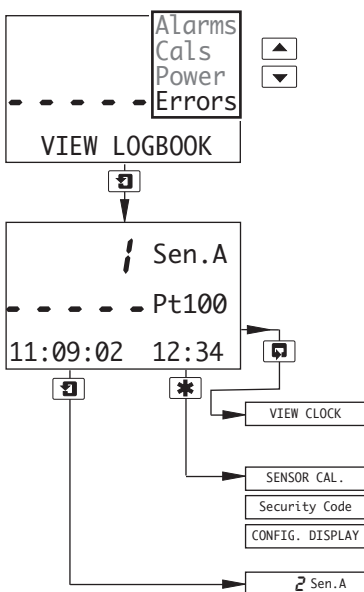 Alarms
Cals
Power
- - - - - Errors
VIEW LOGBOOK
1 Sen.A
- - - - - Pt100
11:09:02 12:34
VIEW CLOCK
SENSOR CAL.
Security Code
CONFIG. DISPLAY
2 Sen.A